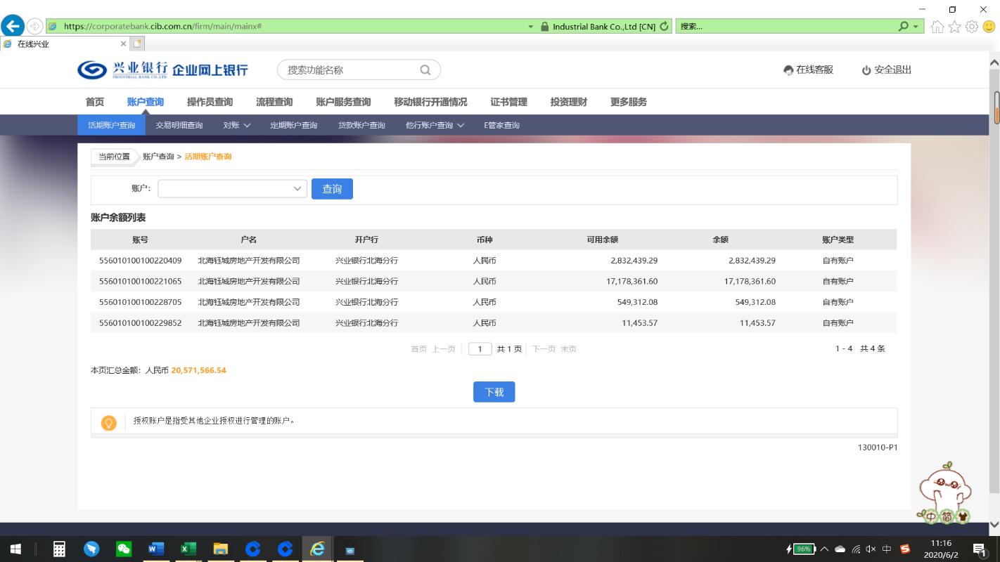 https://corporatebank.cib.com.cn/firm/main/mainx# Industrial Bank Co.,Ltd [CN] 搜索...
在线兴业
兴业银行 企业网上银行 搜索功能名称 在线客服 安全退出
INDUSTRIAL BANK CO.,LTD.
首页 账户查询 操作员查询 流程查询 账户服务查询 移动银行开通情况 证书管理 投资理财 更多服务
活期账户查询 交易明细查询 对账 定期账户查询 贷款账户查询 他行账户查询 E管家查询
当前位置 账户查询 > 活期账户查询
账户: 查询
账户余额列表
账号 户名 开户行 币种 可用余额 余额 账户类型
556010100100220409 北海钰城房地产开发有限公司 兴业银行北海分行 人民币 2,832,439.29 2,832,439.29 自有账户
556010100100221065 北海钰城房地产开发有限公司 兴业银行北海分行 人民币 17,178,361.60 17,178,361.60 自有账户
556010100100228705 北海钰城房地产开发有限公司 兴业银行北海分行 人民币 549,312.08 549,312.08 自有账户
556010100100229852 北海钰城房地产开发有限公司 兴业银行北海分行 人民币 11,453.57 11,453.57 自有账户
首页 上一页 1 共 1 页 下一页 末页 1 - 4 共 4 条
本页汇总金额: 人民币 20,571,566.54
下载
授权账户是指受其他企业授权进行管理的账户。
130010-P1
中 简
96% 中 11:16
2020/6/2 1